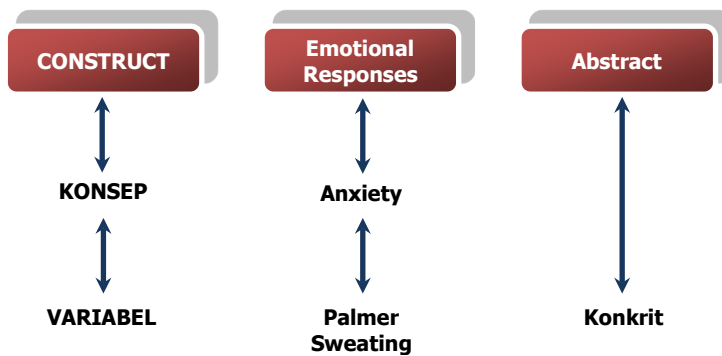 CONSTRUCT
Emotional
Responses
Abstract
KONSEP
Anxiety
VARIABEL
Palmer
Sweating
Konkrit